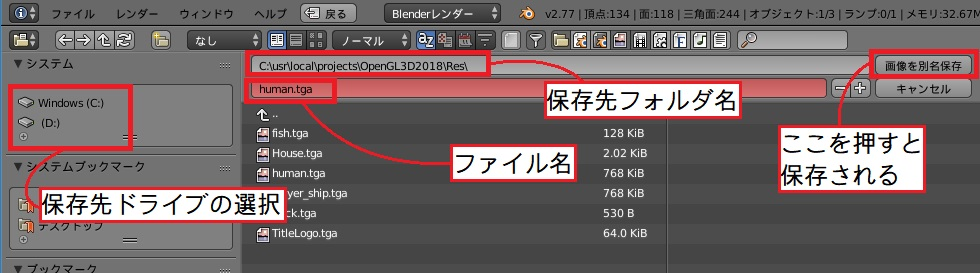 ファイル レンダー ウィンドウ ヘルプ 戻る Blenderレンダー v2.77 | 頂点:134 | 面:118 | 三角面:244 | オブジェクト:1/3 | ランプ:0/1 | メモリ:32.67M
なし ノーマル
システム
C:\usr\local\projects\OpenGL3D2018\Res\
画像を別名保存
human.tga
キャンセル
Windows (C:)
(D:)
保存先フォルダ名
..
fish.tga 128 KiB
House.tga 2.02 KiB
human.tga 768 KiB
yer_ship.tga 768 KiB
ck.tga 530 B
TitleLogo.tga 64.0 KiB
ファイル名
ここを押すと
保存される
システムブックマーク
保存先ドライブの選択
デスクトップ
ブックマーク